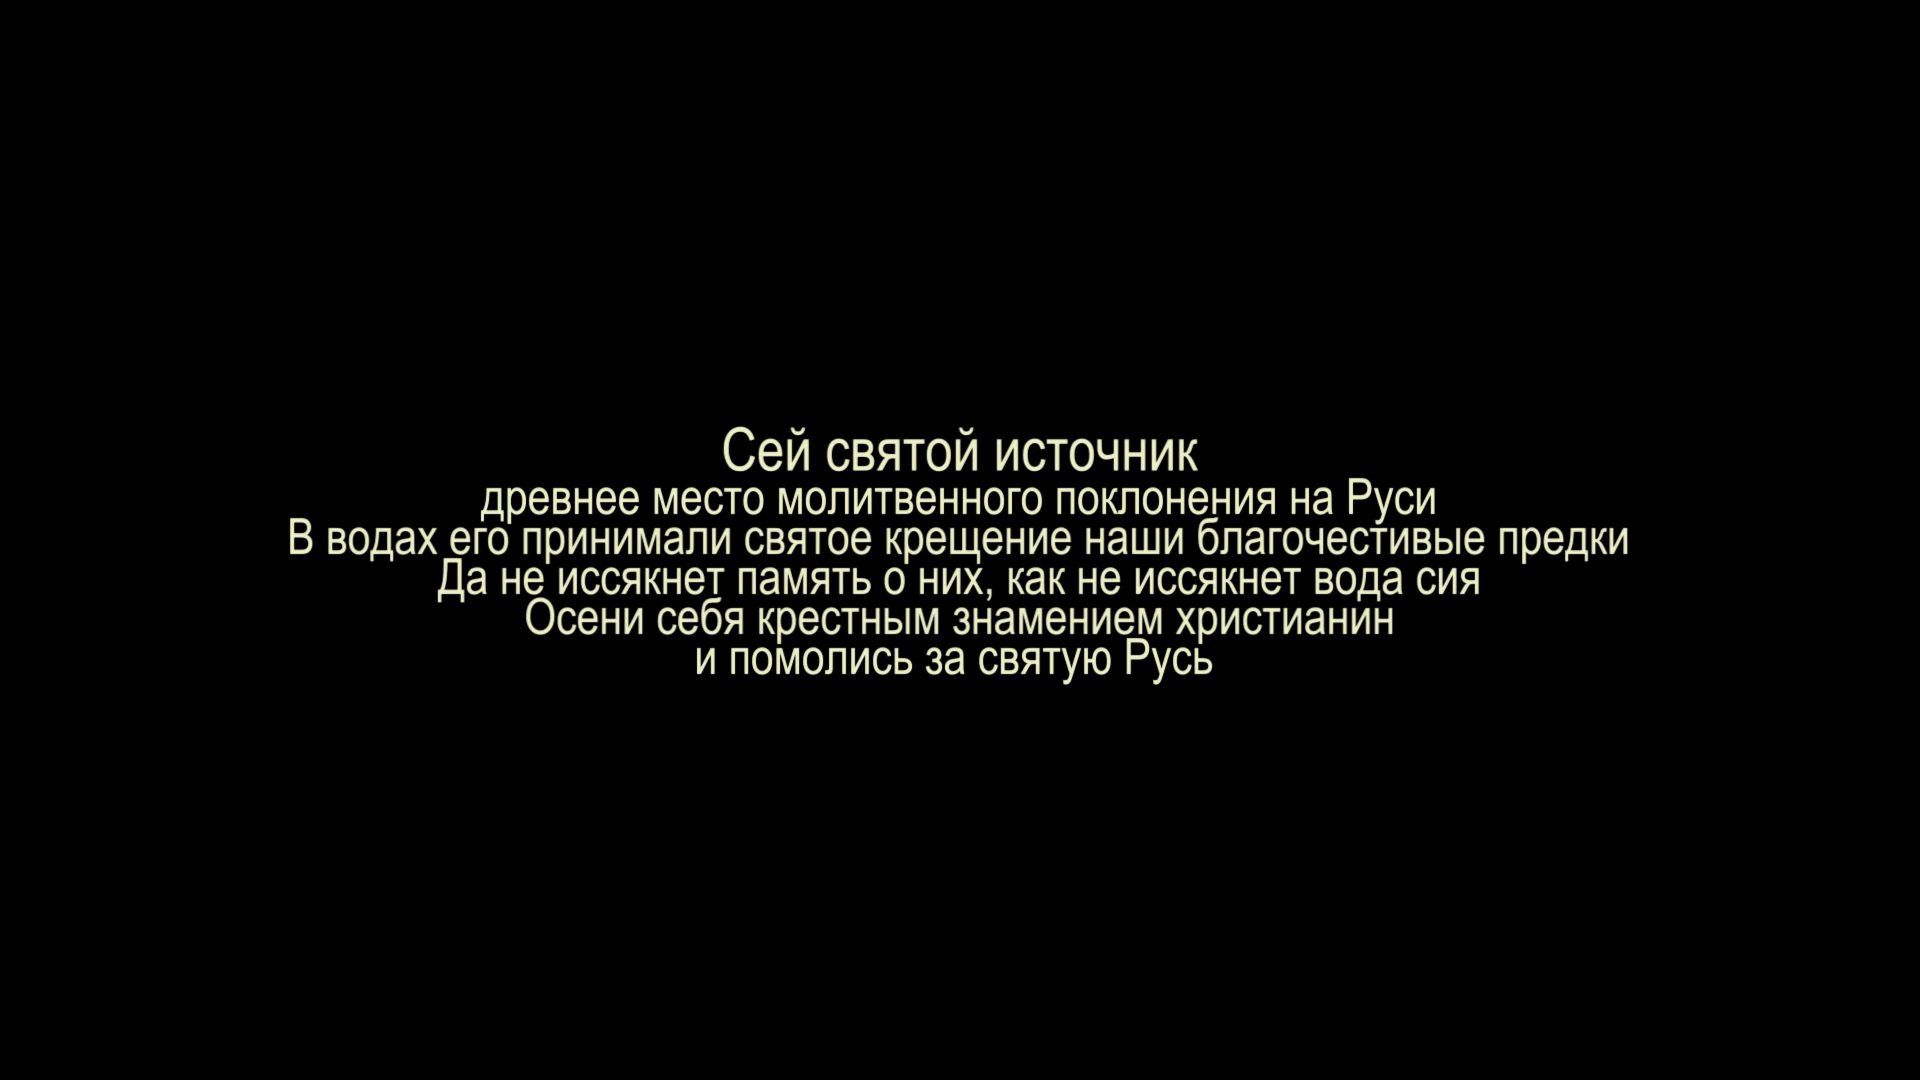 Сей святой источник
древнее место молитвенного поклонения на Руси
В водах его принимали святое крещение наши благочестивые предки
Да не иссякнет память о них, как не иссякнет вода сия
Осени себя крестным знамением христианин
и помолись за святую Русь